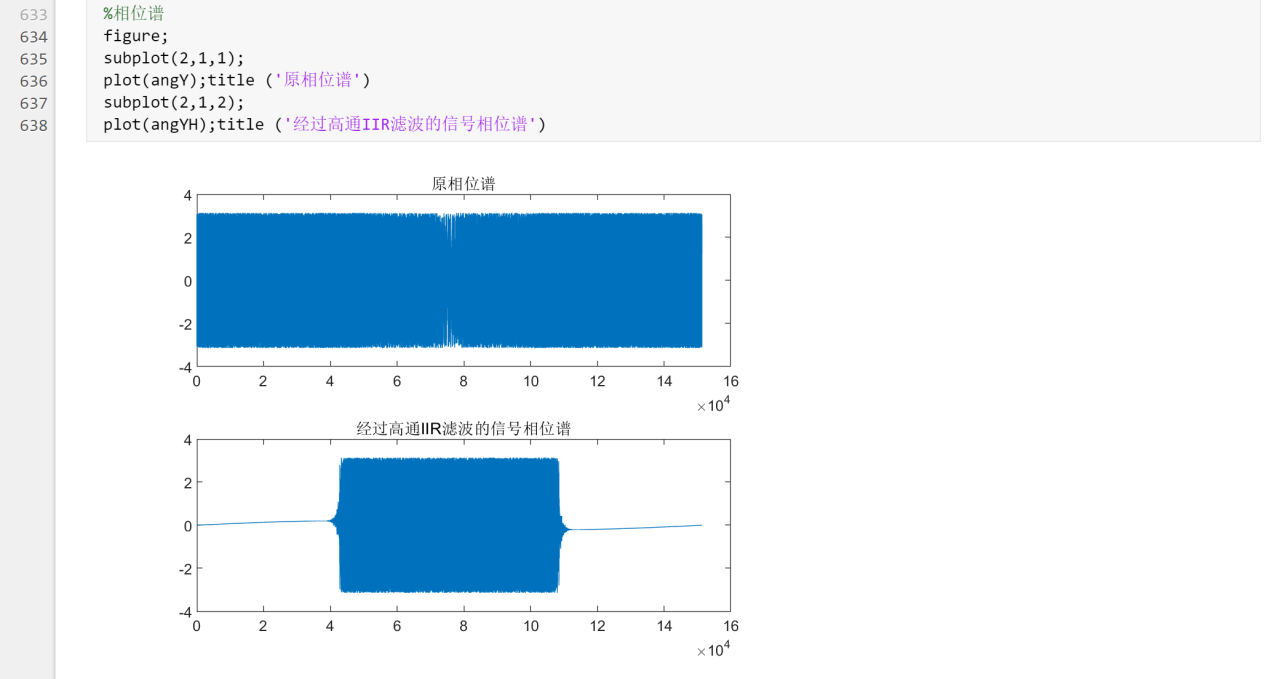 633 %相位谱
634 figure;
635 subplot(2,1,1);
636 plot(angY);title ('原相位谱')
637 subplot(2,1,2);
638 plot(angYH);title ('经过高通IIR滤波的信号相位谱')
原相位谱
4
2
0
-2
-4
0 2 4 6 8 10 12 14 16
×10^4
经过高通IIR滤波的信号相位谱
4
2
0
-2
-4
0 2 4 6 8 10 12 14 16
×10^4